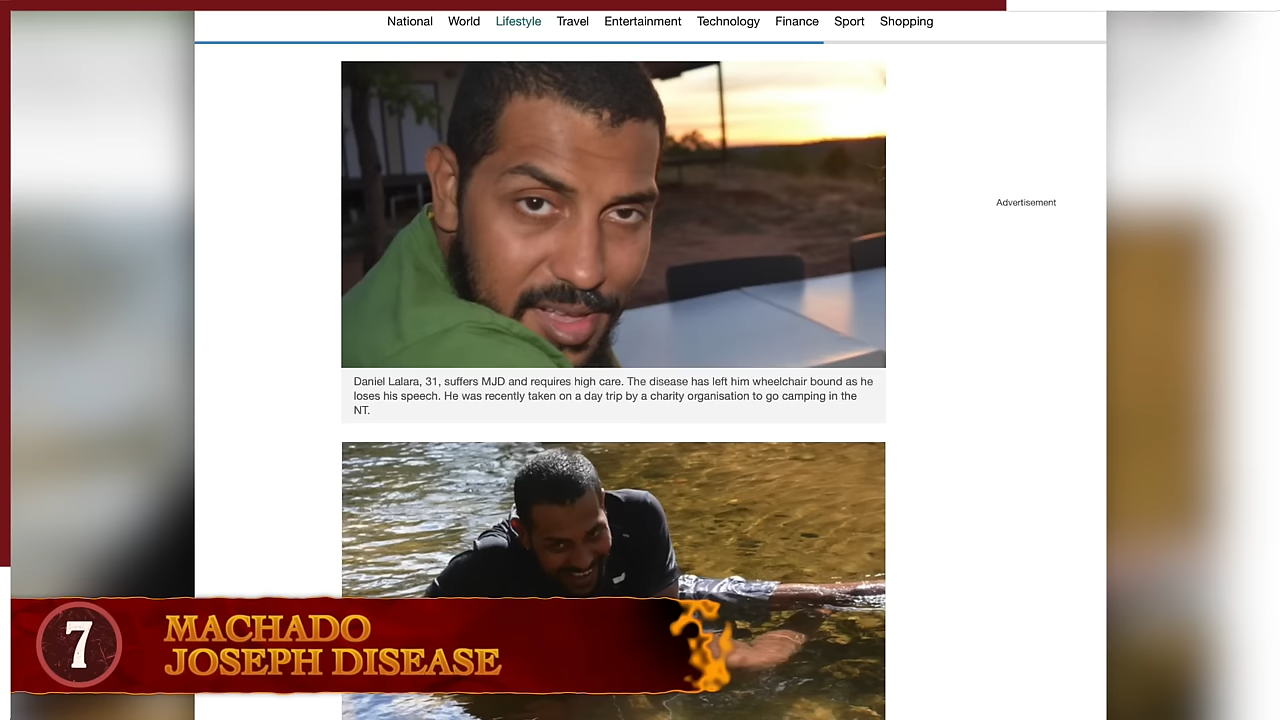 National World Lifestyle Travel Entertainment Technology Finance Sport Shopping
Advertisement
Daniel Lalara, 31, suffers MJD and requires high care. The disease has left him wheelchair bound as he
loses his speech. He was recently taken on a day trip by a charity organisation to go camping in the
NT.
7
MACHADO
JOSEPH DISEASE